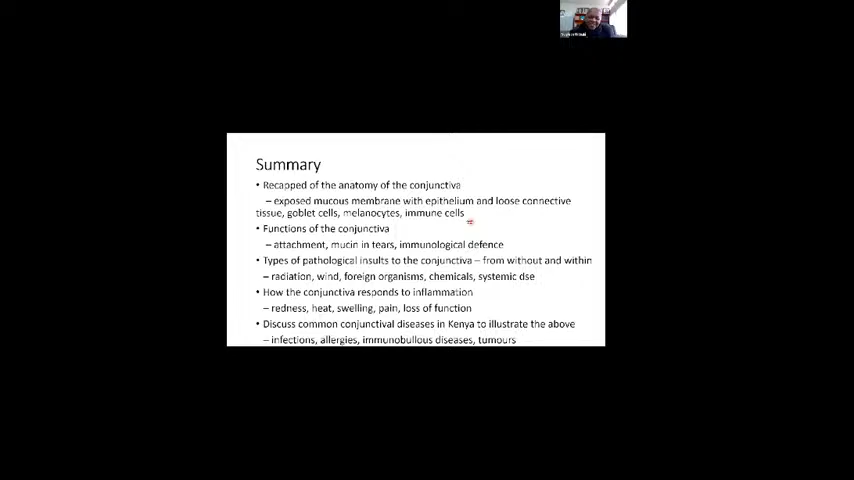 Summary
• Recapped of the anatomy of the conjunctiva
– exposed mucous membrane with epithelium and loose connective
tissue, goblet cells, melanocytes, immune cells
• Functions of the conjunctiva
– attachment, mucin in tears, immunological defence
• Types of pathological insults to the conjunctiva – from without and within
– radiation, wind, foreign organisms, chemicals, systemic dse
• How the conjunctiva responds to inflammation
– redness, heat, swelling, pain, loss of function
• Discuss common conjunctival diseases in Kenya to illustrate the above
– infections, allergies, immunobullous diseases, tumours